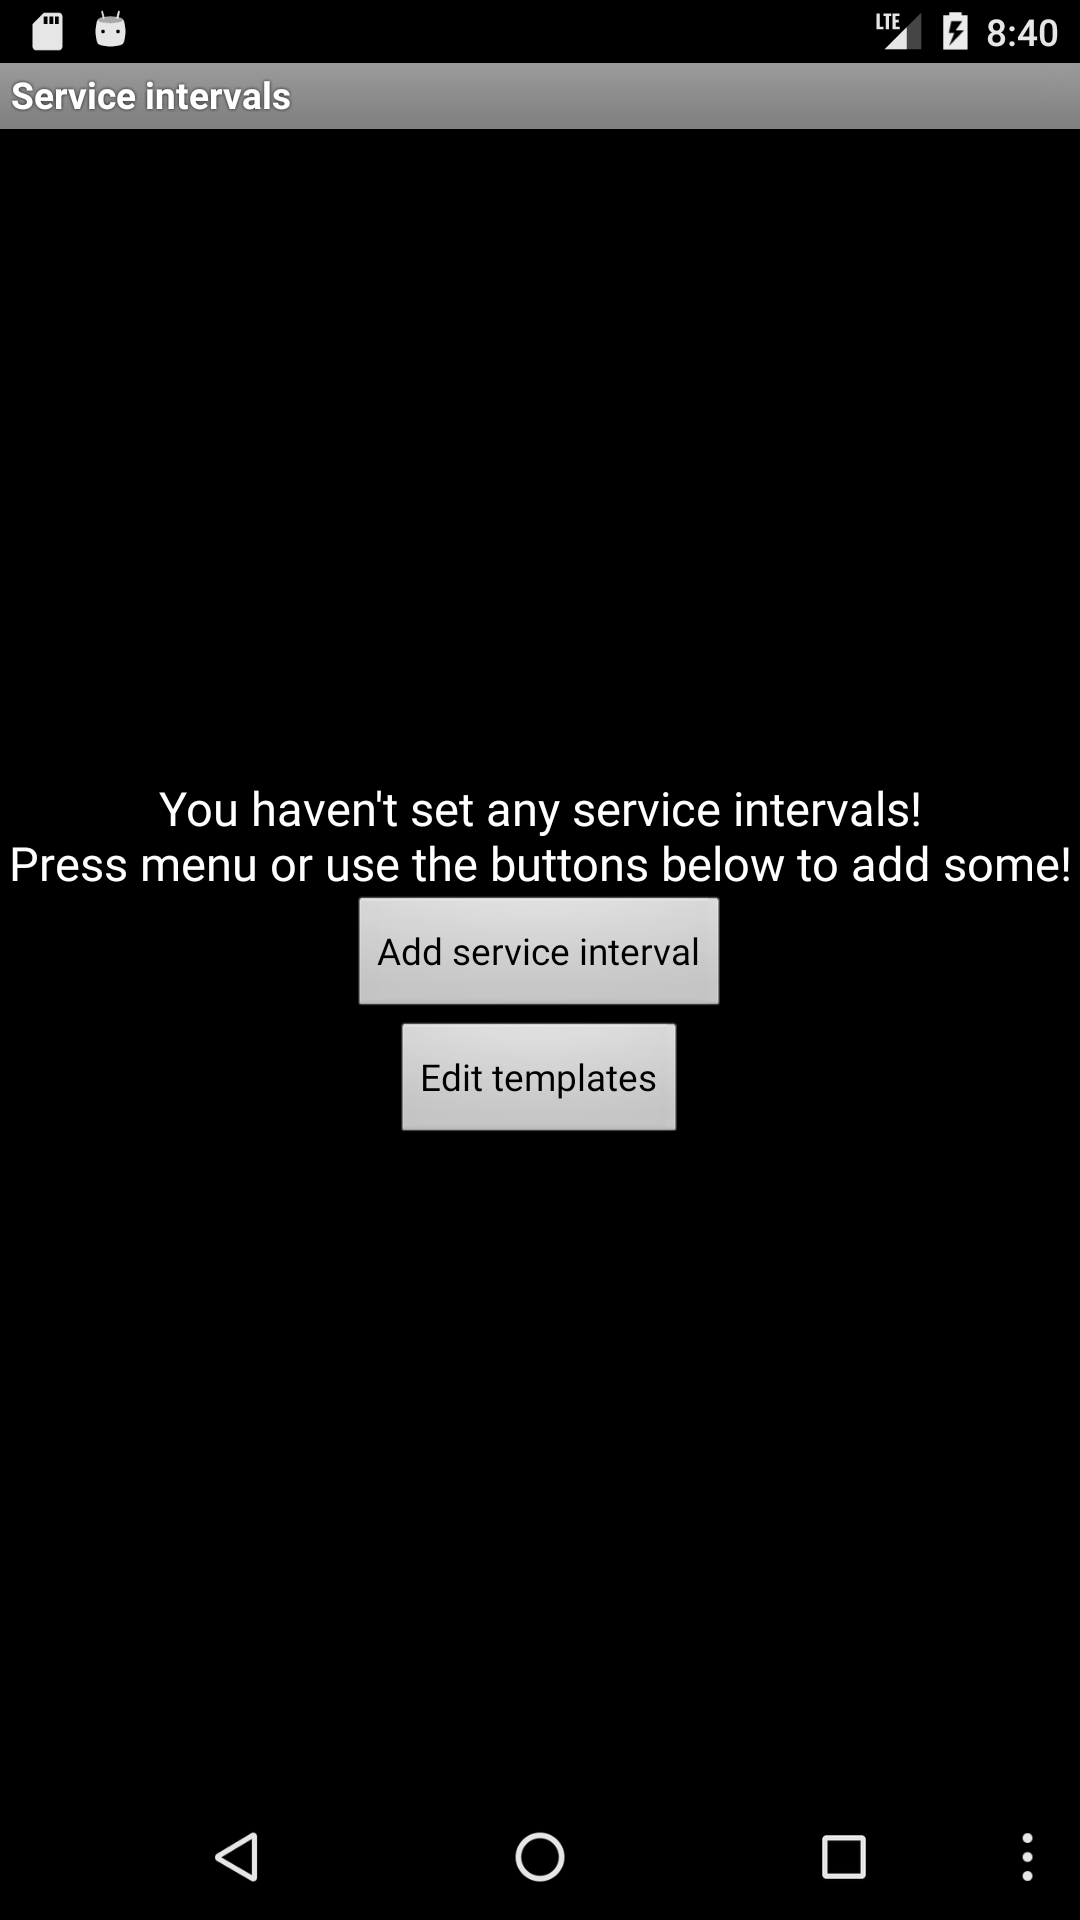 LTE 8:40
Service intervals
You haven't set any service intervals!
Press menu or use the buttons below to add some!
Add service interval
Edit templates